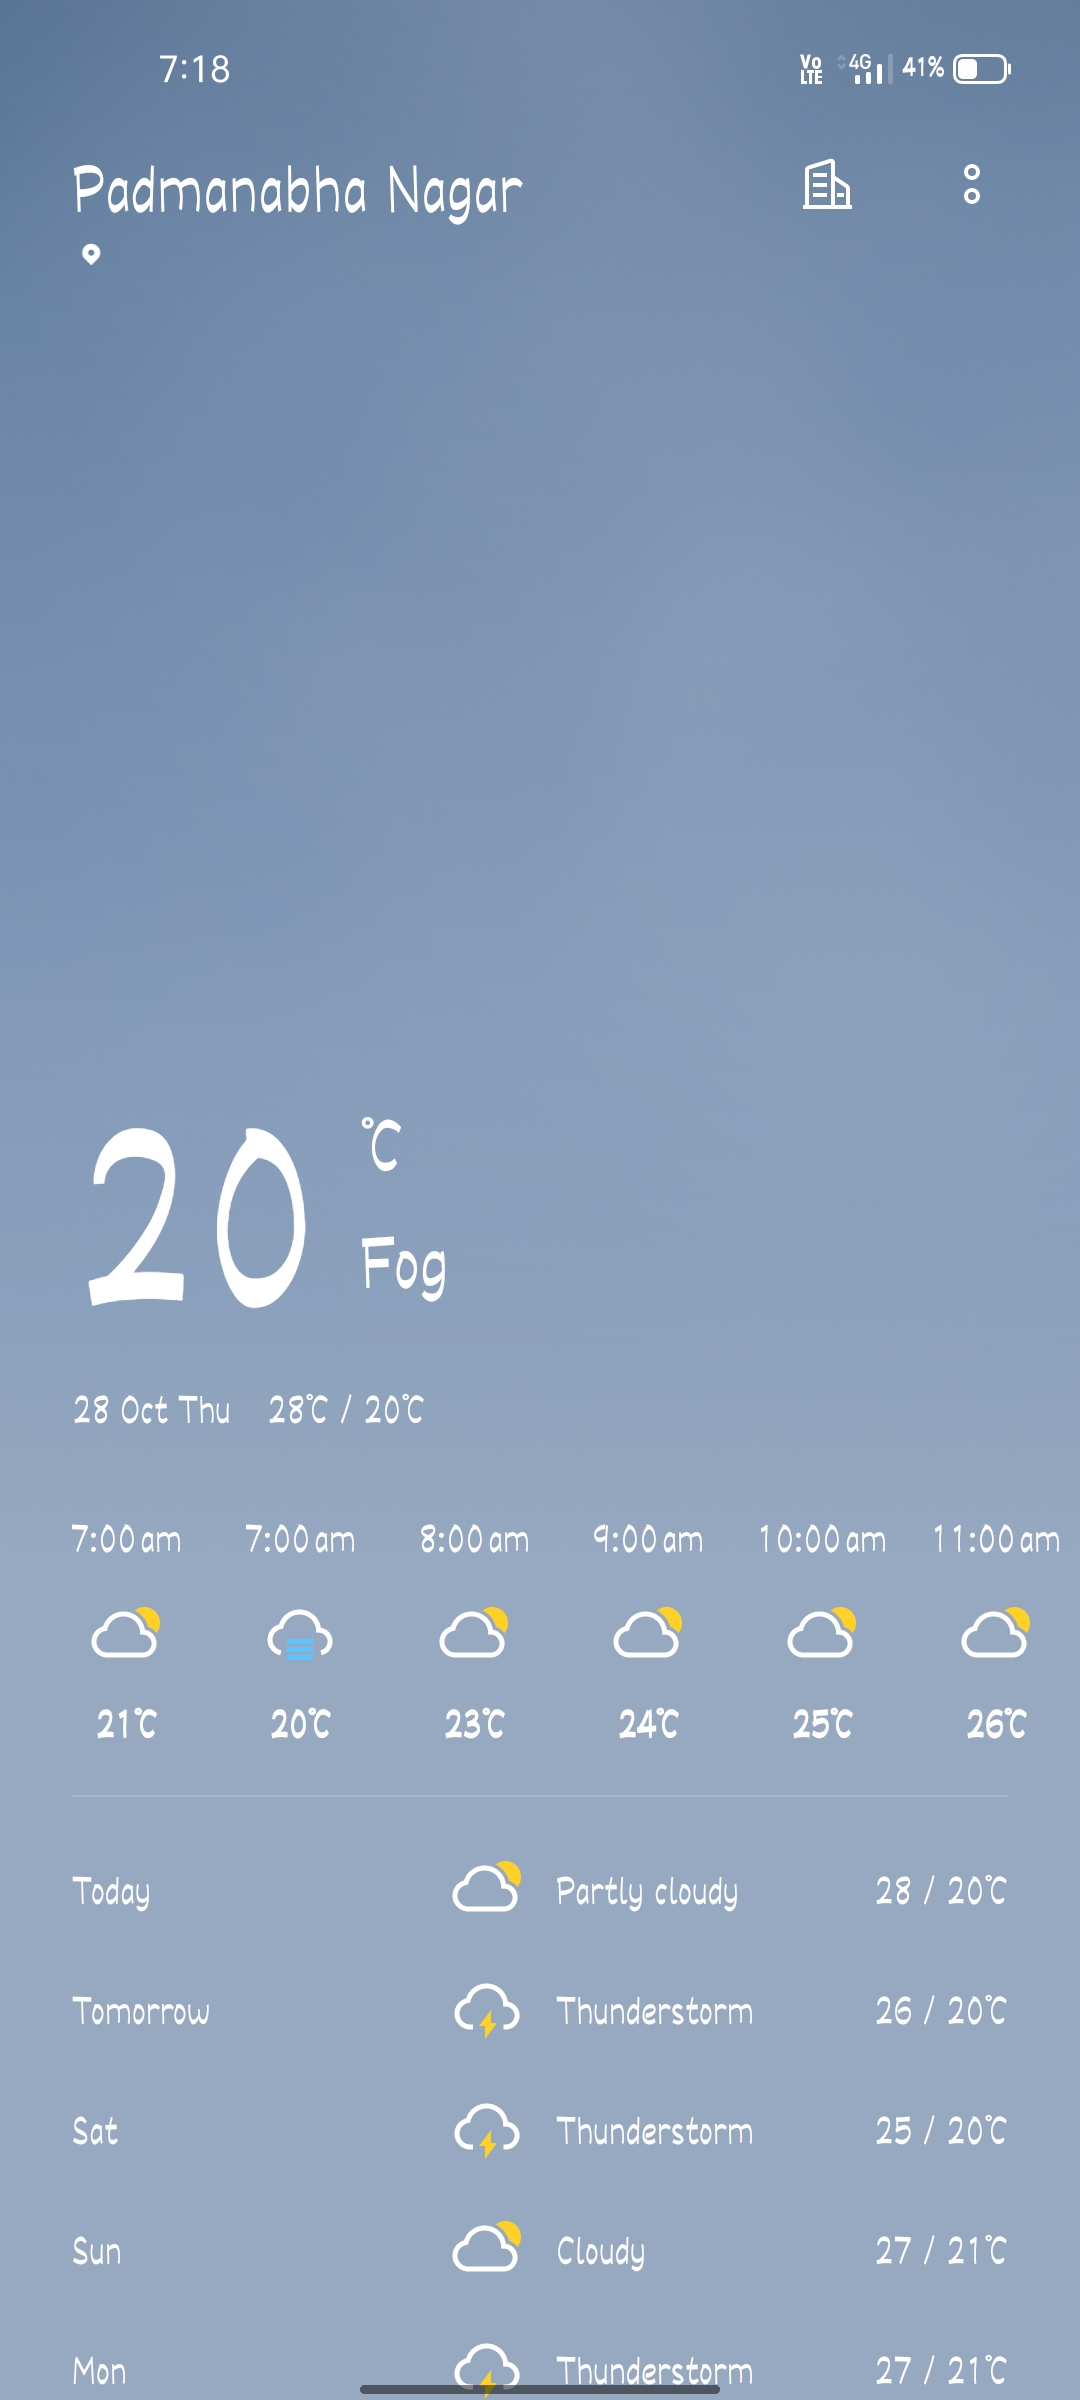 7:18 Vo LTE 4G 41%
Padmanabha Nagar
20 °C
Fog
28 Oct Thu 28°C / 20°C
7:00 am 7:00 am 8:00 am 9:00 am 10:00 am 11:00 am
21°C 20°C 23°C 24°C 25°C 26°C
Today Partly cloudy 28 / 20°C
Tomorrow Thunderstorm 26 / 20°C
Sat Thunderstorm 25 / 20°C
Sun Cloudy 27 / 21°C
Mon Thunderstorm 27 / 21°C